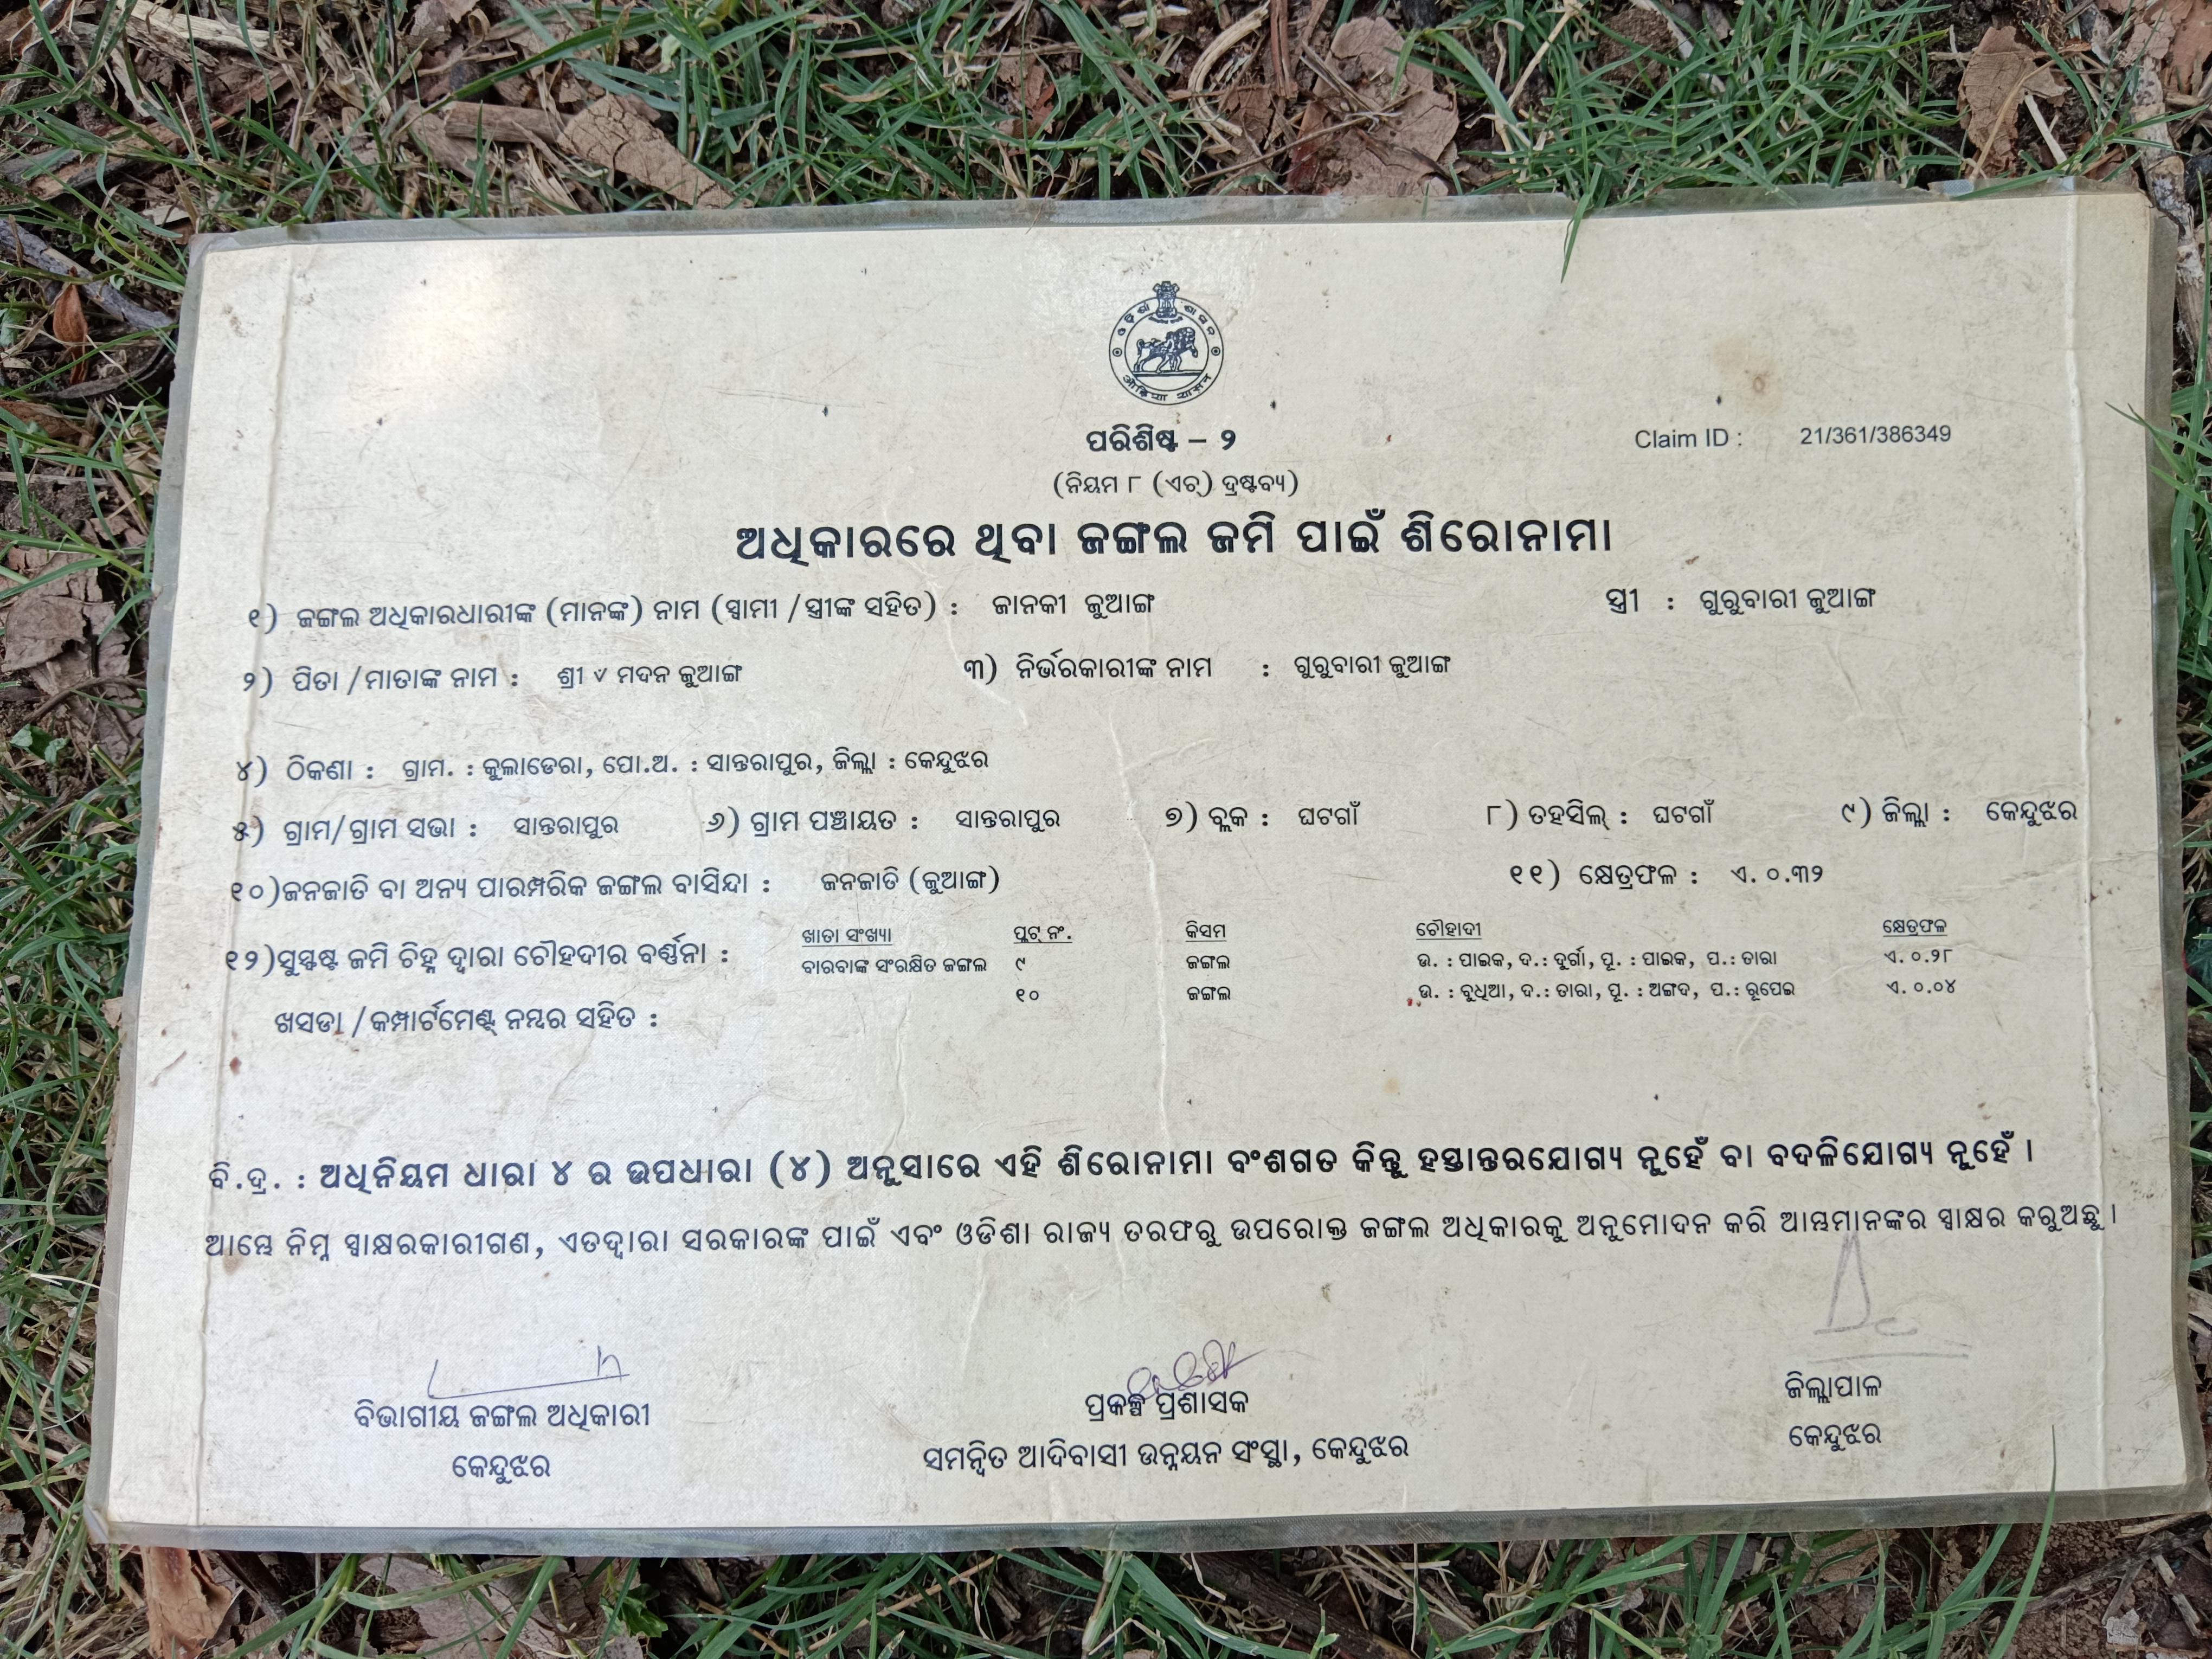 ଓଡ଼ିଶା ଶାସନ
ओड़िशा शासन
ପରିଶିଷ୍ଟ – ୨
Claim ID : 21/361/386349
(ନିୟମ ୮ (ଏଚ୍) ଦ୍ରଷ୍ଟବ୍ୟ)
ଅଧିକାରରେ ଥିବା ଜଙ୍ଗଲ ଜମି ପାଇଁ ଶିରୋନାମା
୧) ଜଙ୍ଗଲ ଅଧିକାରଧାରୀଙ୍କ (ମାନଙ୍କ) ନାମ (ସ୍ୱାମୀ /ସ୍ତ୍ରୀଙ୍କ ସହିତ) : ଜାନକୀ ଜୁଆଙ୍ଗ ସ୍ତ୍ରୀ : ଗୁରୁବାରୀ ଜୁଆଙ୍ଗ
୨) ପିତା /ମାତାଙ୍କ ନାମ : ଶ୍ରୀ ୰ ମଦନ ଜୁଆଙ୍ଗ ୩) ନିର୍ଭରକାରୀଙ୍କ ନାମ : ଗୁରୁବାରୀ ଜୁଆଙ୍ଗ
୪) ଠିକଣା : ଗ୍ରାମ. : କୁଲାଡେରା, ପୋ.ଅ. : ସାନ୍ତରାପୁର, ଜିଲ୍ଲା : କେନ୍ଦୁଝର
୫) ଗ୍ରାମ/ଗ୍ରାମ ସଭା : ସାନ୍ତରାପୁର ୬) ଗ୍ରାମ ପଞ୍ଚାୟତ : ସାନ୍ତରାପୁର ୭) ବ୍ଲକ : ଘଟଗାଁ ୮) ତହସିଲ୍ : ଘଟଗାଁ ୯) ଜିଲ୍ଲା : କେନ୍ଦୁଝର
୧୦)ଜନଜାତି ବା ଅନ୍ୟ ପାରମ୍ପରିକ ଜଙ୍ଗଲ ବାସିନ୍ଦା : ଜନଜାତି (ଜୁଆଙ୍ଗ) ୧୧) କ୍ଷେତ୍ରଫଳ : ଏ. ୦.୩୨
୧୨)ସୁସ୍ପଷ୍ଟ ଜମି ଚିହ୍ନ ଦ୍ୱାରା ଚୌହଦୀର ବର୍ଣ୍ଣନା : ଖାତା ସଂଖ୍ୟା ପ୍ଲଟ୍ ନଂ. କିସମ ଚୌହାଦୀ କ୍ଷେତ୍ରଫଳ
ବାରବାଙ୍କ ସଂରକ୍ଷିତ ଜଙ୍ଗଲ ୯ ଜଙ୍ଗଲ ଉ. : ପାଇକ, ଦ.: ଦୁର୍ଗା, ପୂ. : ପାଇକ, ପ.: ତାରା ଏ. ୦.୨୮
୧୦ ଜଙ୍ଗଲ ଉ. : ବୁଧିଆ, ଦ.: ତାରା, ପୂ. : ଅଙ୍ଗଦ, ପ.: ରୂପେଇ ଏ. ୦.୦୪
ଖସଡା /କମ୍ପାର୍ଟମେଣ୍ଟ୍ ନମ୍ବର ସହିତ :
ବି.ଦ୍ର. : ଅଧିନିୟମ ଧାରା ୪ ର ଉପଧାରା (୪) ଅନୁସାରେ ଏହି ଶିରୋନାମା ବଂଶଗତ କିନ୍ତୁ ହସ୍ତାନ୍ତରଯୋଗ୍ୟ ନୁହେଁ ବା ବଦଳିଯୋଗ୍ୟ ନୁହେଁ ।
ଆମ୍ଭେ ନିମ୍ନ ସ୍ୱାକ୍ଷରକାରୀଗଣ, ଏତଦ୍ୱାରା ସରକାରଙ୍କ ପାଇଁ ଏବଂ ଓଡିଶା ରାଜ୍ୟ ତରଫରୁ ଉପରୋକ୍ତ ଜଙ୍ଗଲ ଅଧିକାରକୁ ଅନୁମୋଦନ କରି ଆମ୍ଭମାନଙ୍କର ସ୍ୱାକ୍ଷର କରୁଅଛୁ ।
ବିଭାଗୀୟ ଜଙ୍ଗଲ ଅଧିକାରୀ
କେନ୍ଦୁଝର
ପ୍ରକଳ୍ପ ପ୍ରଶାସକ
ସମନ୍ୱିତ ଆଦିବାସୀ ଉନ୍ନୟନ ସଂସ୍ଥା, କେନ୍ଦୁଝର
ଜିଲ୍ଲାପାଳ
କେନ୍ଦୁଝର